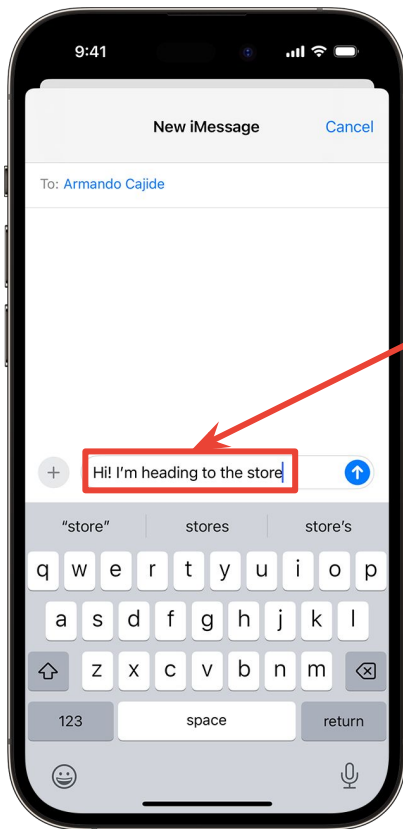 9:41
New iMessage
Cancel
To: Armando Cajide
Hi! I'm heading to the store
“store”
stores
store's
q w e r t y u i o p
a s d f g h j k l
z x c v b n m
123
space
return